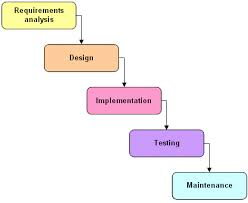 Requirements
analysis
Design
Implementation
Testing
Maintenance